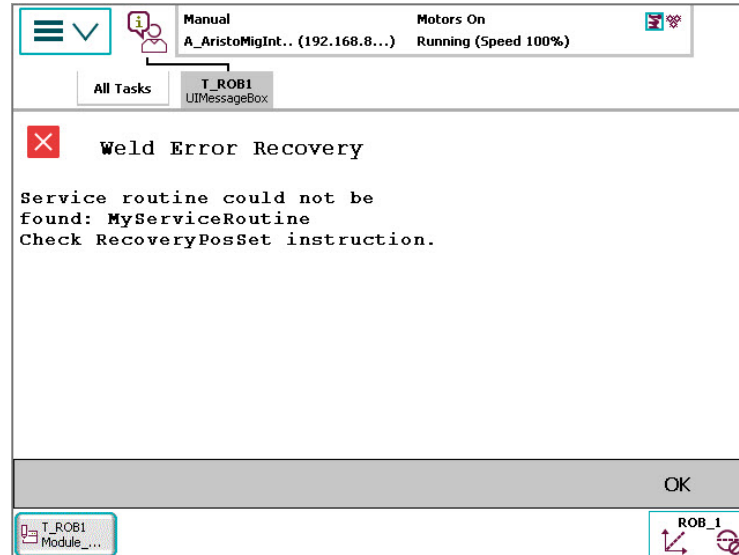 Manual
A_AristoMigInt.. (192.168.8...)
Motors On
Running (Speed 100%)
All Tasks
T_ROB1
UIMessageBox
Weld Error Recovery
Service routine could not be
found: MyServiceRoutine
Check RecoveryPosSet instruction.
OK
T_ROB1
Module_...
ROB_1